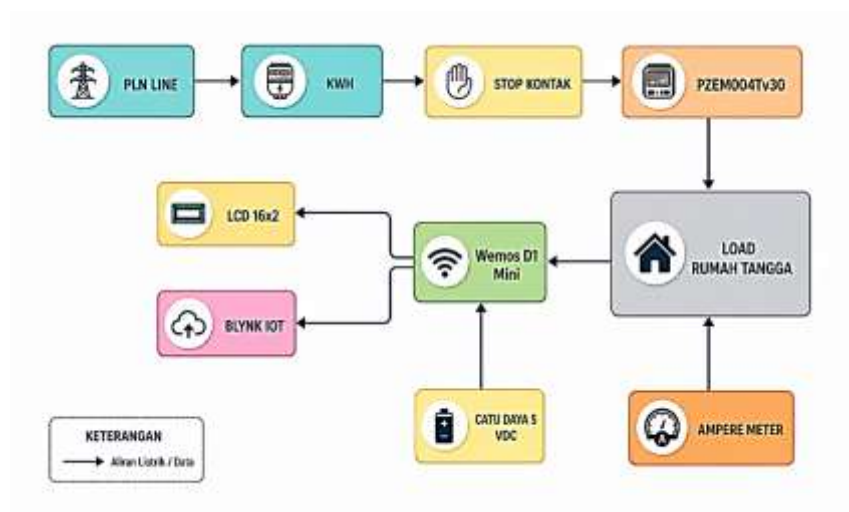 PLN LINE
KWH
STOP KONTAK
PZEM004Tv30
LCD 16x2
Wemos D1
Mini
LOAD
RUMAH TANGGA
BLYNK IOT
CATU DAYA 5
VDC
AMPERE METER
A
KETERANGAN
Aliran Listrik / Data